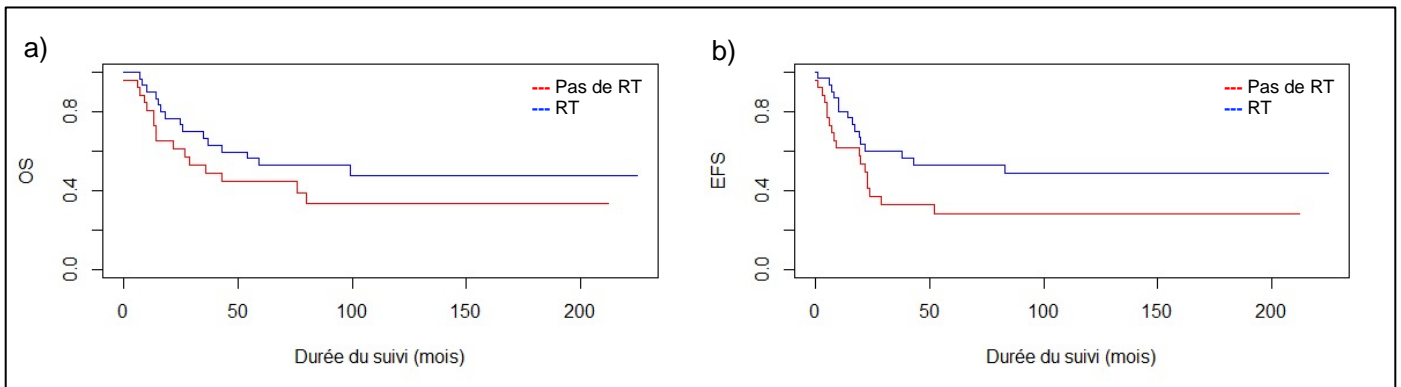 a)
Pas de RT
RT
OS
0.0 0.4 0.8
0 50 100 150 200
Durée du suivi (mois)
b)
Pas de RT
RT
EFS
0.0 0.4 0.8
0 50 100 150 200
Durée du suivi (mois)